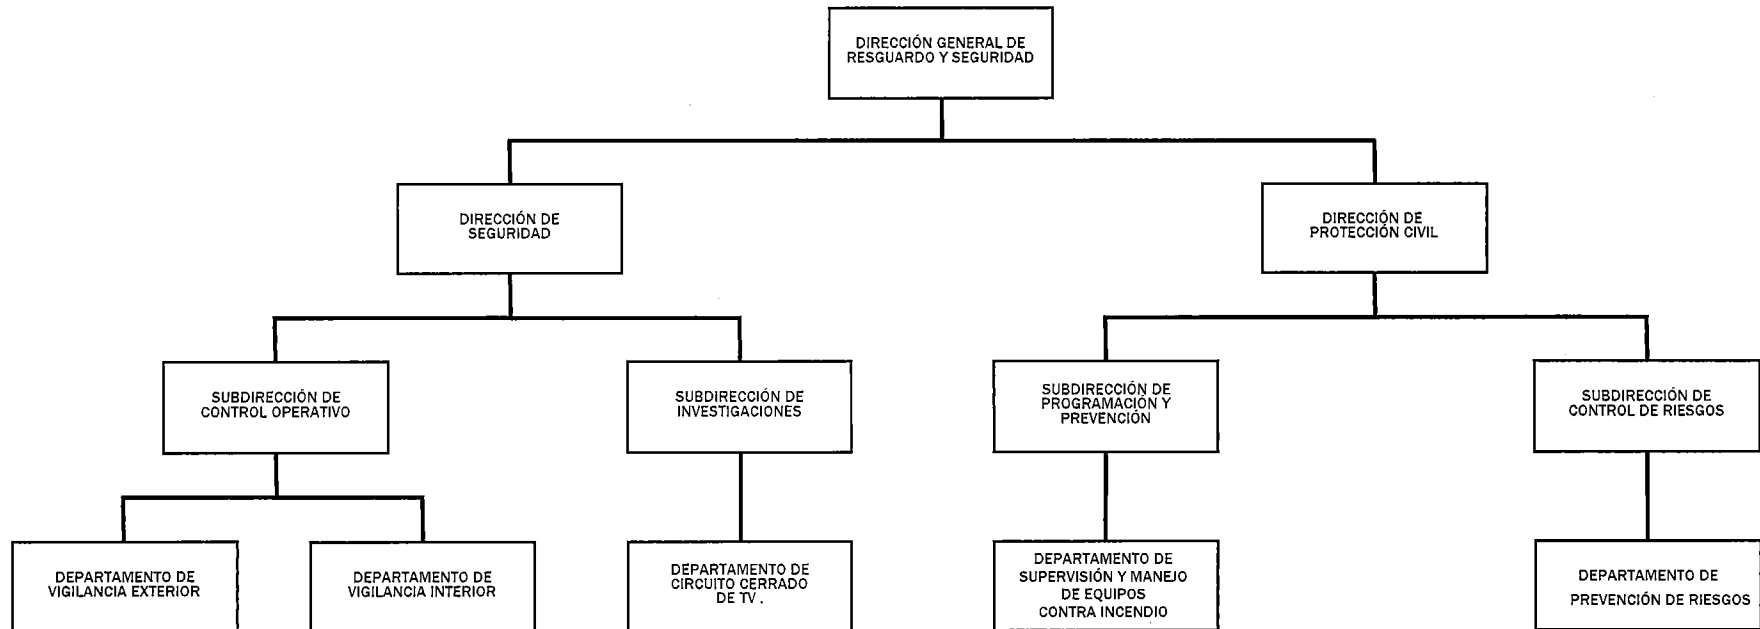 DIRECCIÓN GENERAL DE
RESGUARDO Y SEGURIDAD
DIRECCIÓN DE
SEGURIDAD
DIRECCIÓN DE
PROTECCIÓN CIVIL
SUBDIRECCIÓN DE
CONTROL OPERATIVO
SUBDIRECCIÓN DE
INVESTIGACIONES
SUBDIRECCIÓN DE
PROGRAMACIÓN Y
PREVENCIÓN
SUBDIRECCIÓN DE
CONTROL DE RIESGOS
DEPARTAMENTO DE
VIGILANCIA EXTERIOR
DEPARTAMENTO DE
VIGILANCIA INTERIOR
DEPARTAMENTO DE
CIRCUITO CERRADO
DE TV .
DEPARTAMENTO DE
SUPERVISIÓN Y MANEJO
DE EQUIPOS
CONTRA INCENDIO
DEPARTAMENTO DE
PREVENCIÓN DE RIESGOS